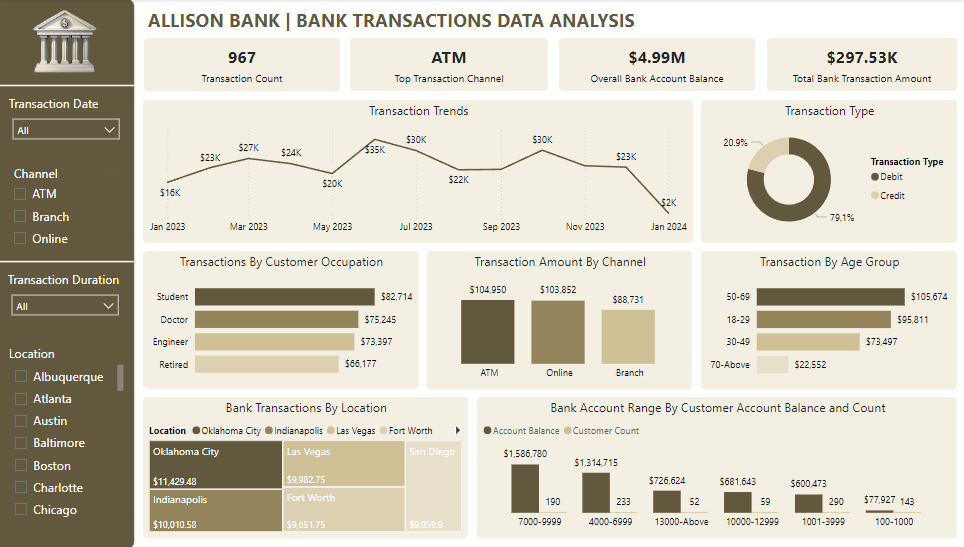 ALLISON BANK | BANK TRANSACTIONS DATA ANALYSIS
967
Transaction Count
ATM
Top Transaction Channel
$4.99M
Overall Bank Account Balance
$297.53K
Total Bank Transaction Amount
Transaction Date
All
Channel
ATM
Branch
Online
Transaction Duration
All
Location
Albuquerque
Atlanta
Austin
Baltimore
Boston
Charlotte
Chicago
Transaction Trends
$16K
$23K
$27K
$24K
$20K
$35K
$30K
$22K
$30K
$23K
$2K
Jan 2023 Mar 2023 May 2023 Jul 2023 Sep 2023 Nov 2023 Jan 2024
Transaction Type
20.9%
79.1%
Transaction Type
Debit
Credit
Transactions By Customer Occupation
Student $82,714
Doctor $75,245
Engineer $73,397
Retired $66,177
Transaction Amount By Channel
$104,950 $103,852 $88,731
ATM Online Branch
Transaction By Age Group
50-69 $105,674
18-29 $95,811
30-49 $73,497
70-Above $22,552
Bank Transactions By Location
Location Oklahoma City Indianapolis Las Vegas Fort Worth
Oklahoma City
$11,429.48
Indianapolis
$10,010.58
Las Vegas
$9,982.75
Fort Worth
$9,651.75
San Diego
$9,059.9
Bank Account Range By Customer Account Balance and Count
Account Balance Customer Count
$1,586,780 190
$1,314,715 233
$726,624 52
$681,643 59
$600,473 290
$77,927 143
7000-9999 4000-6999 13000-Above 10000-12999 1001-3999 100-1000